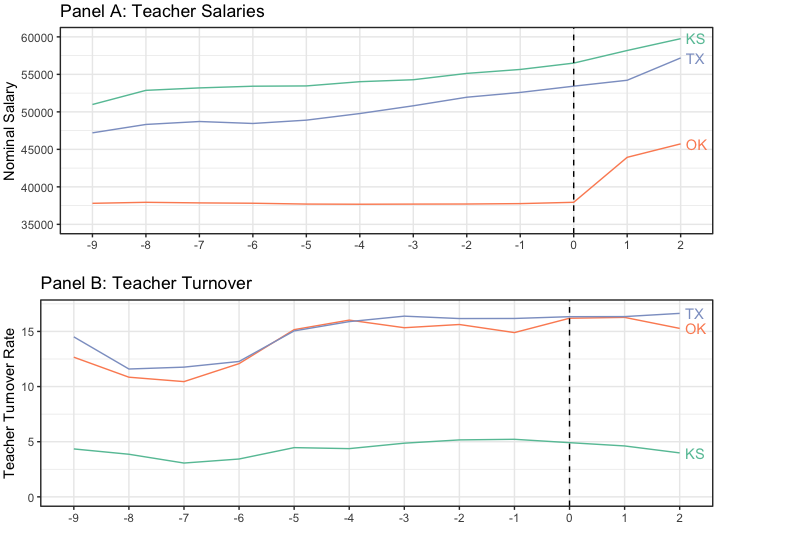 Panel A: Teacher Salaries
Nominal Salary
60000
55000
50000
45000
40000
35000
KS
TX
OK
-9 -8 -7 -6 -5 -4 -3 -2 -1 0 1 2
Panel B: Teacher Turnover
Teacher Turnover Rate
15
10
5
0
TX
OK
KS
-9 -8 -7 -6 -5 -4 -3 -2 -1 0 1 2